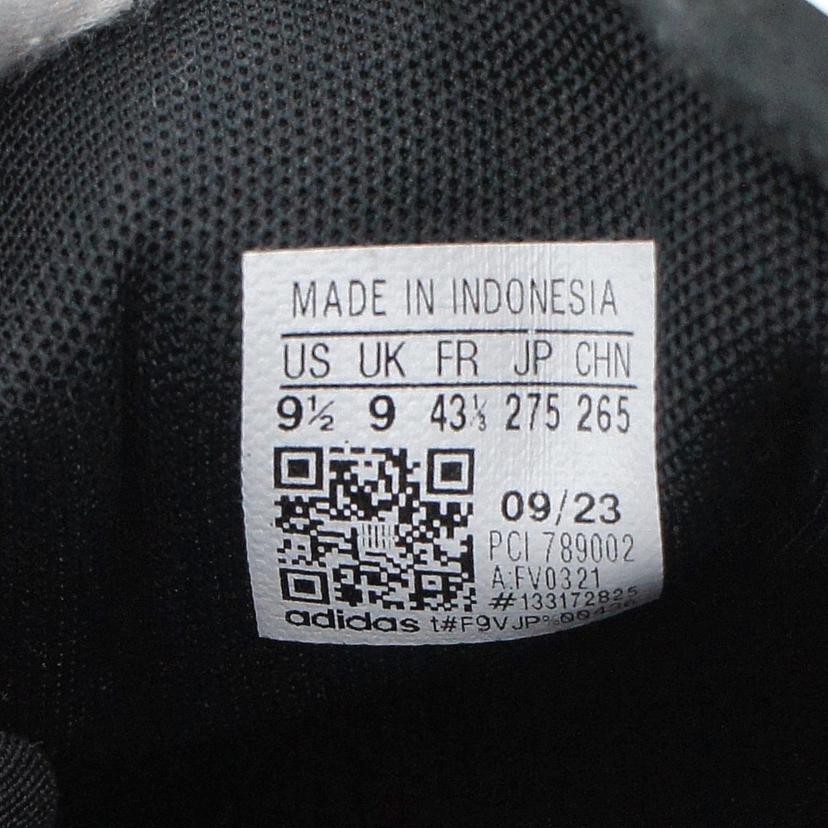 MADE IN INDONESIA
US UK FR JP CHN
9½ 9 43⅓ 275 265
09/23
PCI 789002
A:FV0321
#133172825
adidas t#F9VJP%